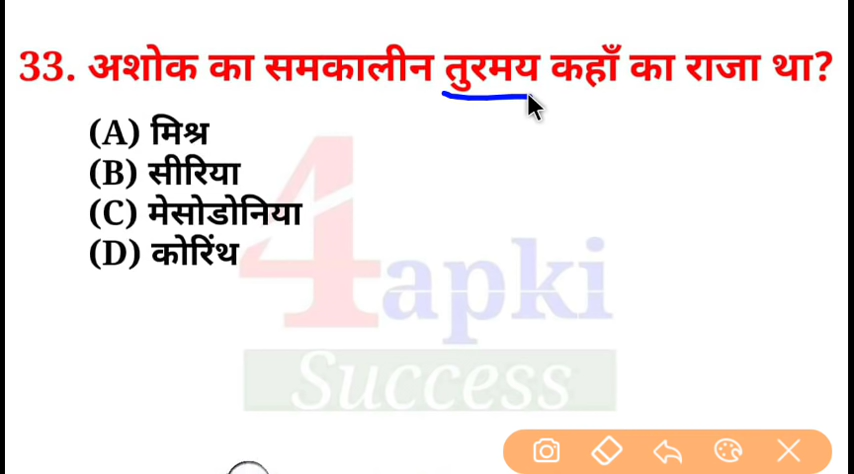 33. अशोक का समकालीन तुरमय कहाँ का राजा था?
(A) मिश्र
(B) सीरिया
(C) मेसोडोनिया
(D) कोरिंथ
4apki
Success